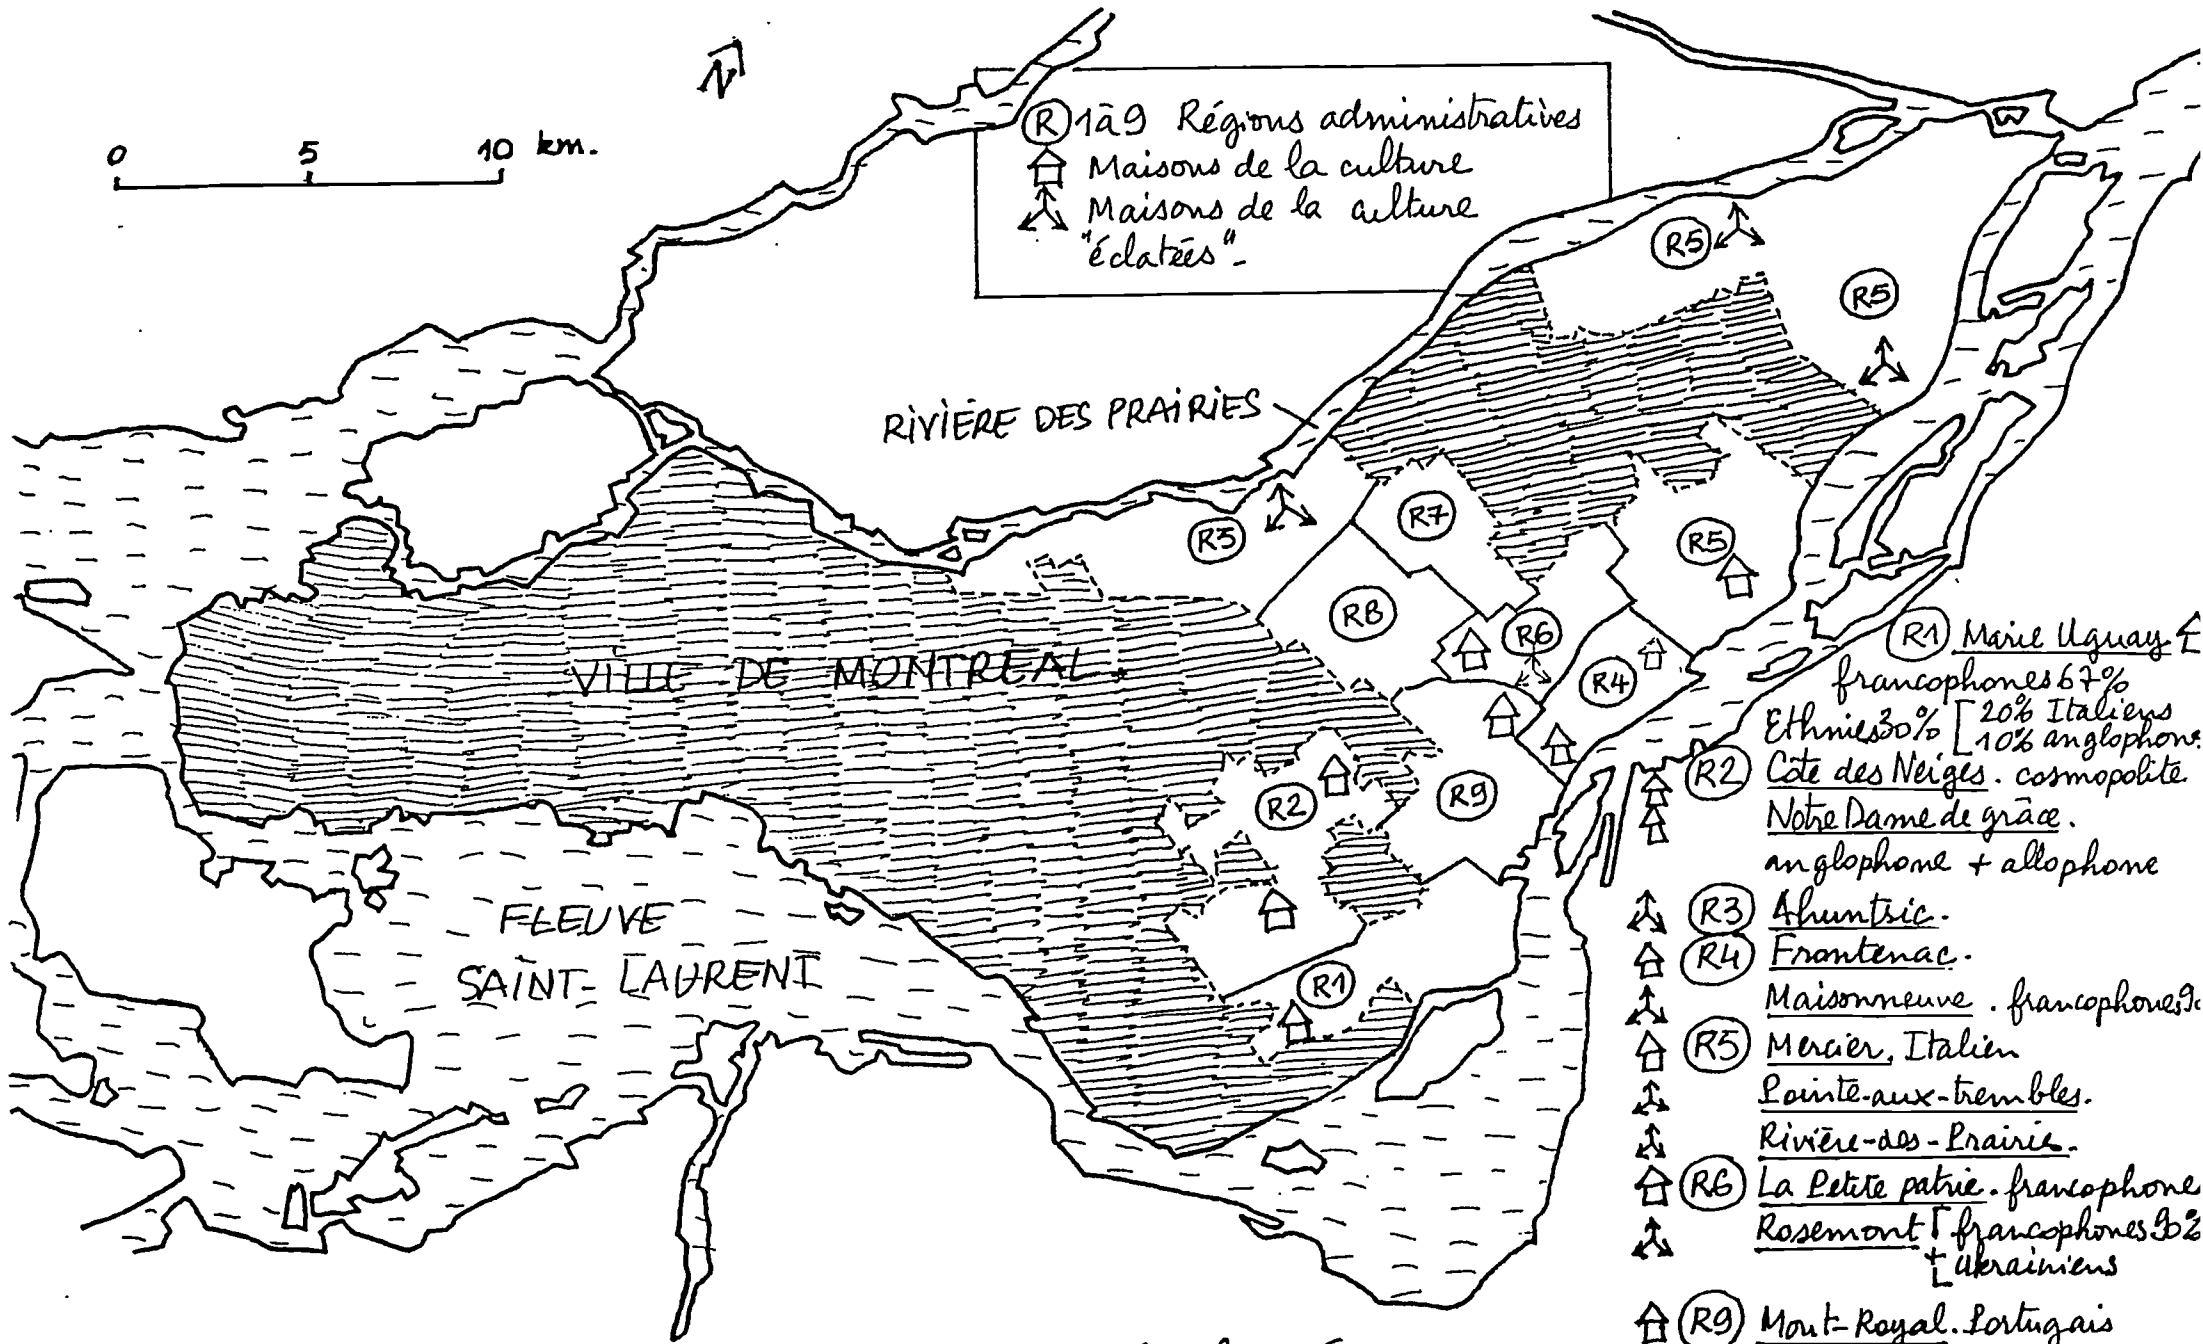 N
0 5 10 km.
R 1à9 Régions administratives
Maisons de la culture
Maisons de la culture
"éclatées".
R5
R5
RIVIÈRE DES PRAIRIES
R3
R7
R5
R8
R6
R4
VILLE DE MONTREAL
R2
R9
R1
FLEUVE
SAINT-LAURENT
R1 Marie Uguay
francophones 67%
Ethnies 30% [20% Italiens
10% anglophone
R2 Côte des Neiges. cosmopolite.
Notre Dame de grâce.
anglophone + allophone
R3 Ahuntsic.
R4 Frontenac.
Maisonneuve. francophones 90
R5 Mercier, Italien
Pointe-aux-trembles.
Rivière-des-Prairie.
R6 La Petite patrie. francophone
Rosemont [francophones 90%
+ Ukrainiens
R9 Mont-Royal. Portugais